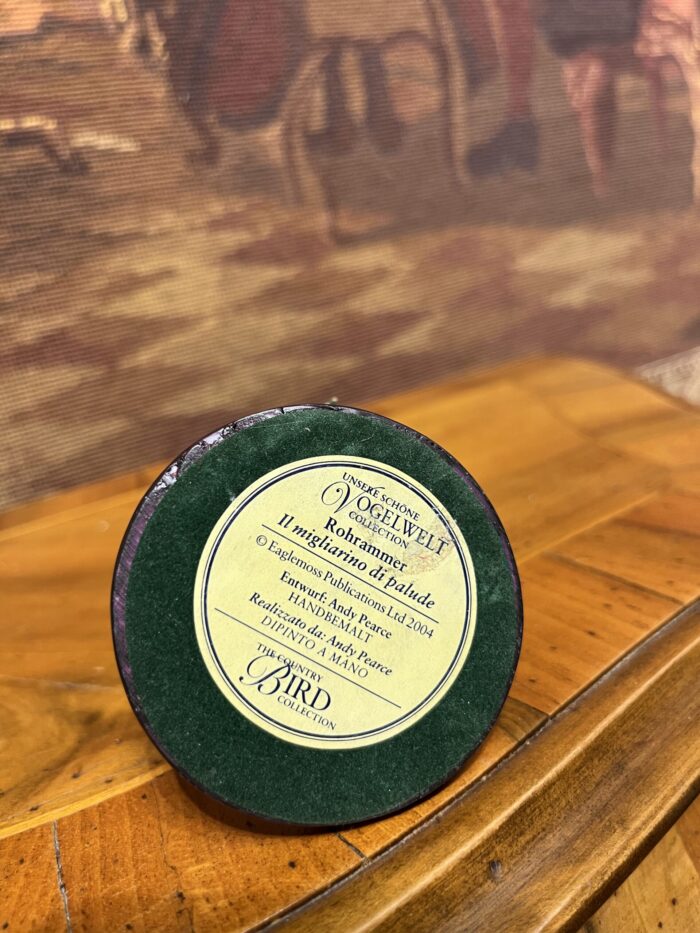 UNSERE SCHÖNE
VOGELWELT
COLLECTION
Rohrammer
Il migliarino di palude
© Eaglemoss Publications Ltd 2004
Entwurf: Andy Pearce
HANDBEMALT
Realizzato da: Andy Pearce
DIPINTO A MANO
THE COUNTRY
BIRD
COLLECTION